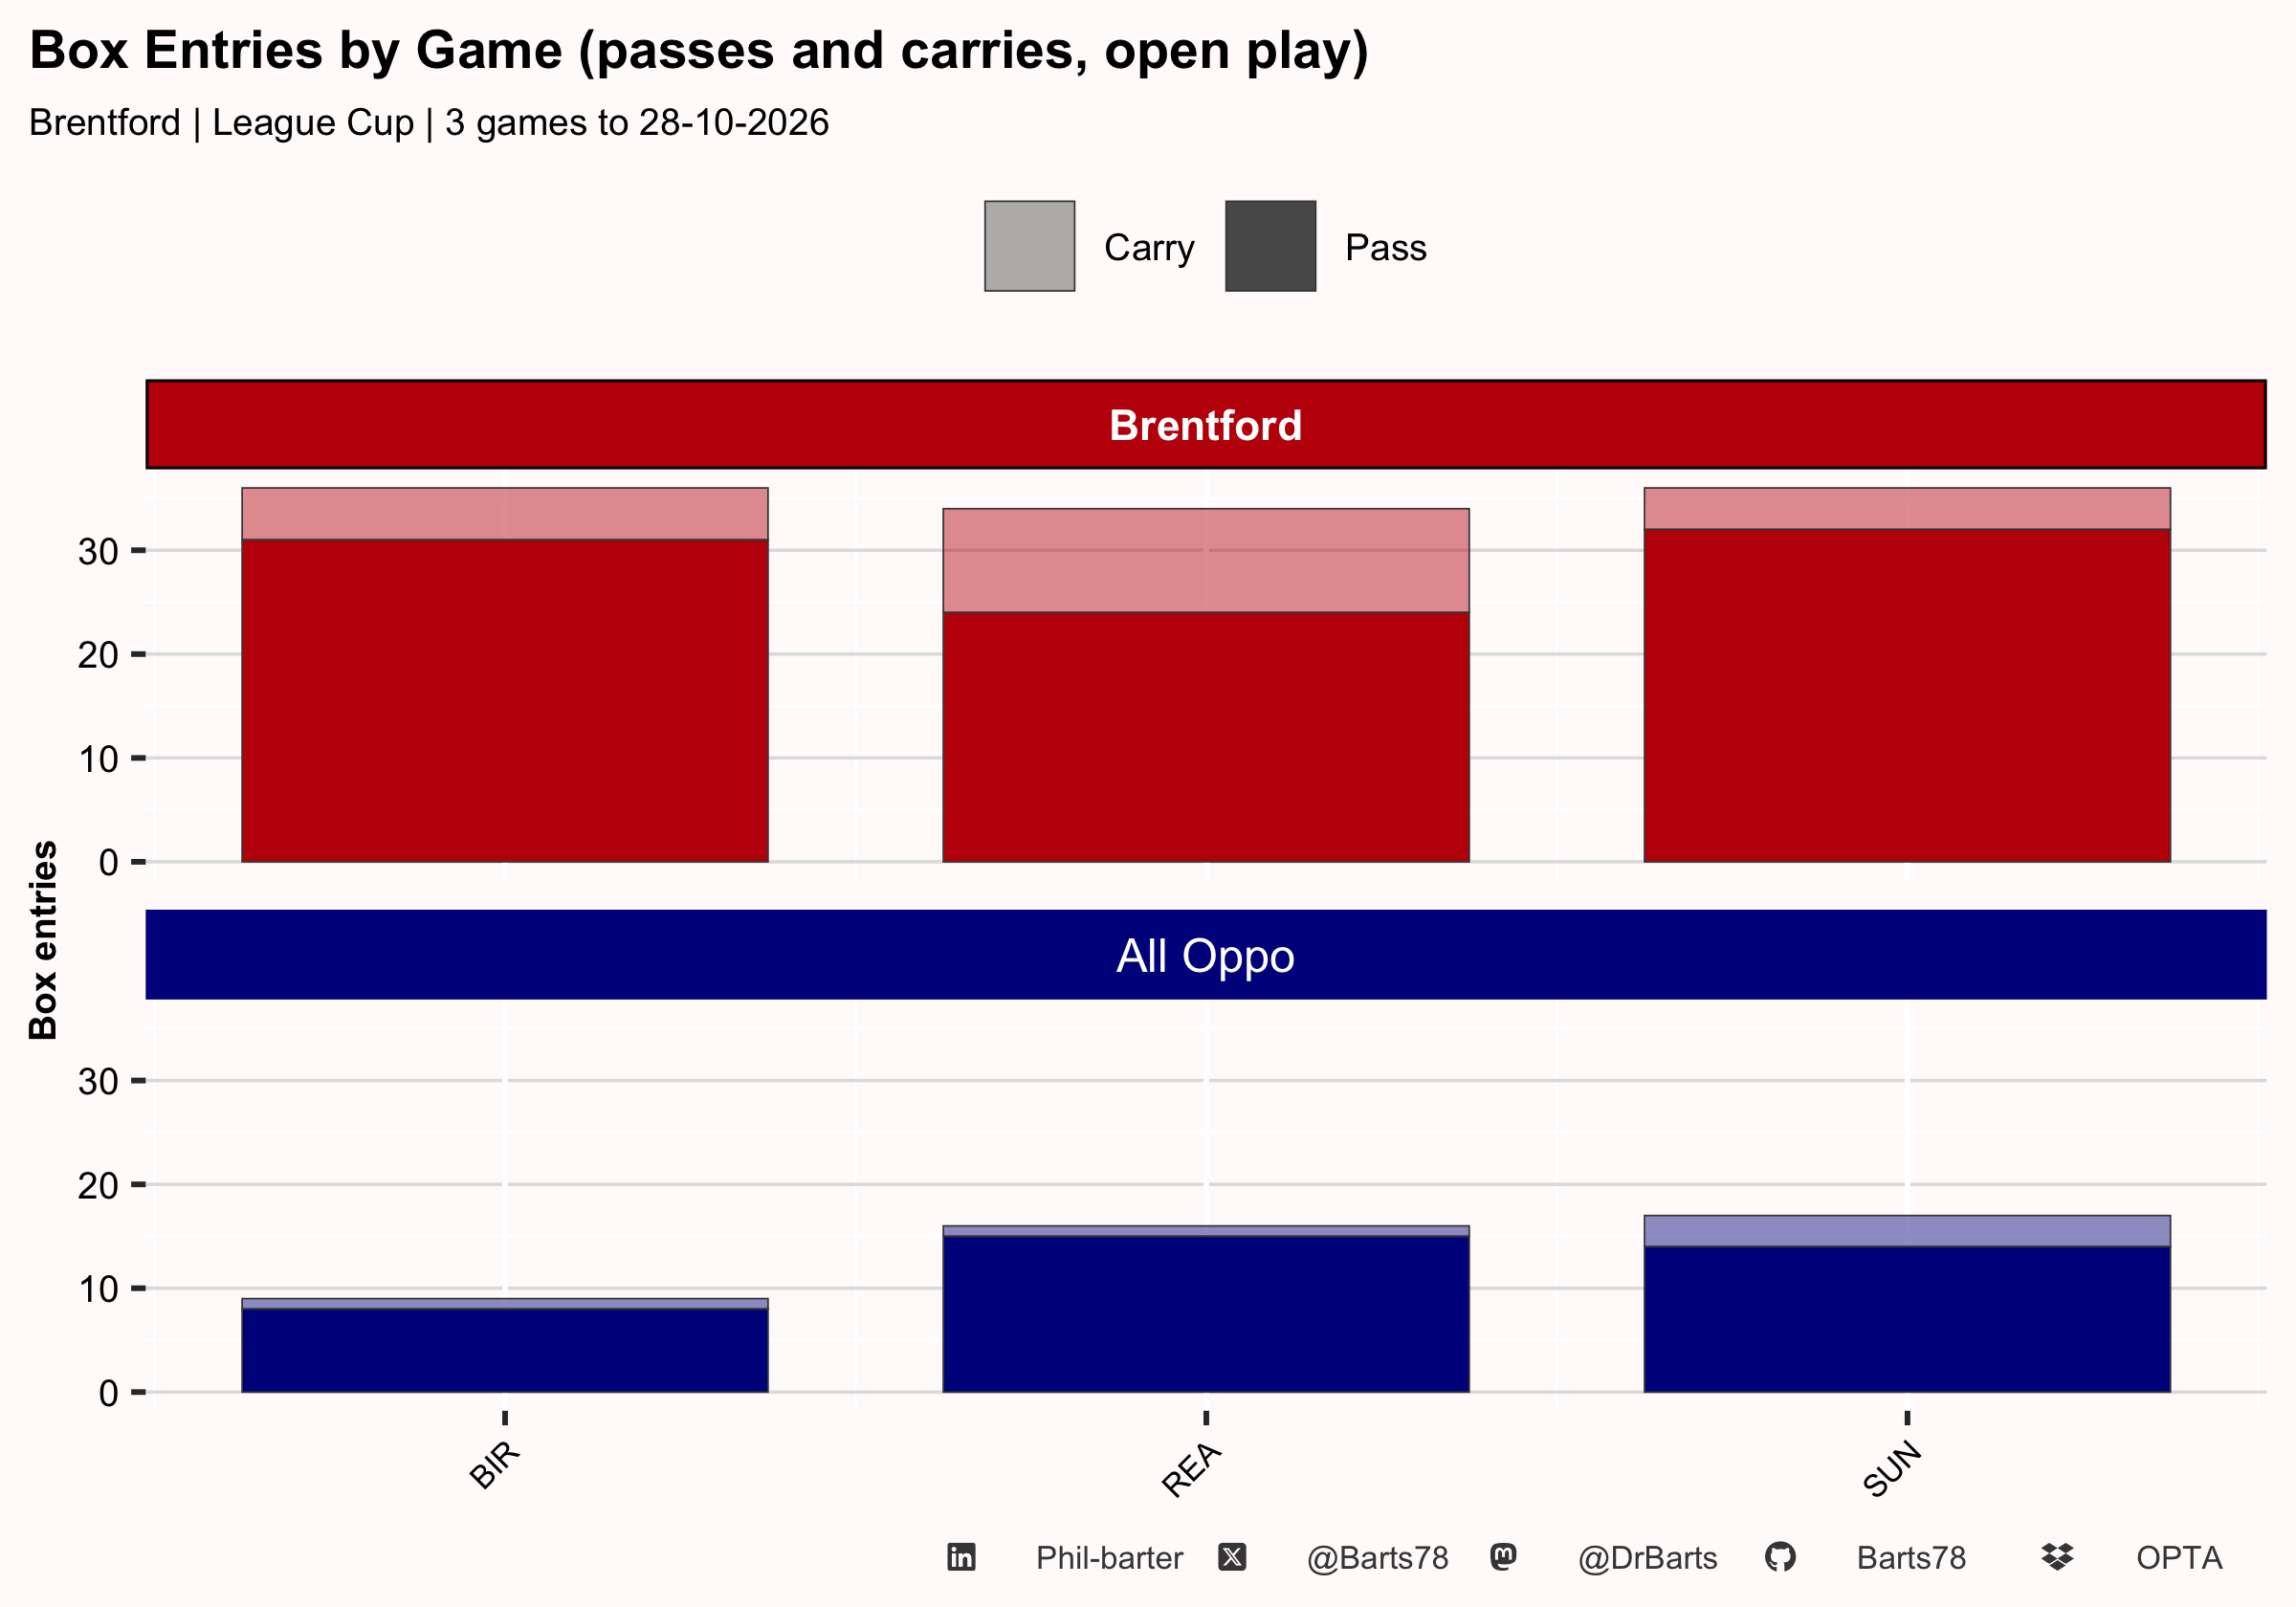 Box Entries by Game (passes and carries, open play)
Brentford | League Cup | 3 games to 28-10-2026
Carry
Pass
Brentford
30
20
10
0
Box entries
All Oppo
30
20
10
0
BIR
REA
SUN
Phil-barter @Barts78 @DrBarts Barts78 OPTA